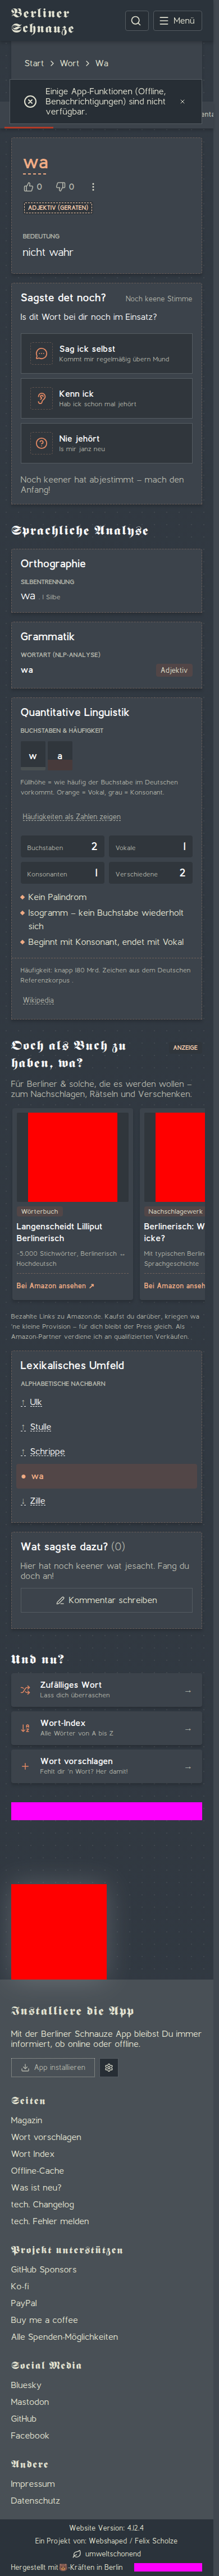 Berliner
Schnauze
Menü
Start > Wort > Wa
Einige App-Funktionen (Offline,
Benachrichtigungen) sind nicht
verfügbar.
wa
0 0
ADJEKTIV (GERATEN)
BEDEUTUNG
nicht wahr
Sagste det noch?
Noch keene Stimme
Is dit Wort bei dir noch im Einsatz?
Sag ick selbst
Kommt mir regelmäßig übern Mund
Kenn ick
Hab ick schon mal jehört
Nie jehört
Is mir janz neu
Noch keener hat abjestimmt – mach den
Anfang!
Sprachliche Analyse
Orthographie
SILBENTRENNUNG
wa · 1 Silbe
Grammatik
WORTART (NLP-ANALYSE)
wa
Adjektiv
Quantitative Linguistik
BUCHSTABEN & HÄUFIGKEIT
w a
Füllhöhe = wie häufig der Buchstabe im Deutschen
vorkommt. Orange = Vokal, grau = Konsonant.
Häufigkeiten als Zahlen zeigen
Buchstaben 2
Vokale 1
Konsonanten 1
Verschiedene 2
Kein Palindrom
Isogramm – kein Buchstabe wiederholt
sich
Beginnt mit Konsonant, endet mit Vokal
Häufigkeit: knapp 180 Mrd. Zeichen aus dem Deutschen
Referenzkorpus .
Wikipedia
Doch als Buch zu
haben, wa?
ANZEIGE
Für Berliner & solche, die es werden wollen –
zum Nachschlagen, Rätseln und Verschenken.
Wörterbuch
Langenscheidt Lilliput
Berlinerisch
~5.000 Stichwörter, Berlinerisch ↔
Hochdeutsch
Bei Amazon ansehen ↗
Nachschlagewerk
Berlinerisch: W
icke?
Mit typischen Berlin
Sprachgeschichte
Bei Amazon anseh
Bezahlte Links zu Amazon.de. Kaufst du darüber, kriegen wa
'ne kleine Provision – für dich bleibt der Preis gleich. Als
Amazon-Partner verdiene ich an qualifizierten Verkäufen.
Lexikalisches Umfeld
ALPHABETISCHE NACHBARN
↑ Ulk
↑ Stulle
↑ Schrippe
wa
↓ Zille
Wat sagste dazu? (0)
Hier hat noch keener wat jesacht. Fang du
doch an!
Kommentar schreiben
Und nu?
Zufälliges Wort
Lass dich überraschen
Wort-Index
Alle Wörter von A bis Z
Wort vorschlagen
Fehlt dir 'n Wort? Her damit!
Installiere die App
Mit der Berliner Schnauze App bleibst Du immer
informiert, ob online oder offline.
App installieren
Seiten
Magazin
Wort vorschlagen
Wort Index
Offline-Cache
Was ist neu?
tech. Changelog
tech. Fehler melden
Projekt unterstützen
GitHub Sponsors
Ko-fi
PayPal
Buy me a coffee
Alle Spenden-Möglichkeiten
Social Media
Bluesky
Mastodon
GitHub
Facebook
Andere
Impressum
Datenschutz
Website Version: 4.12.4
Ein Projekt von: Webshaped / Felix Scholze
umweltschonend
Hergestellt mit 🐻-Kräften in Berlin